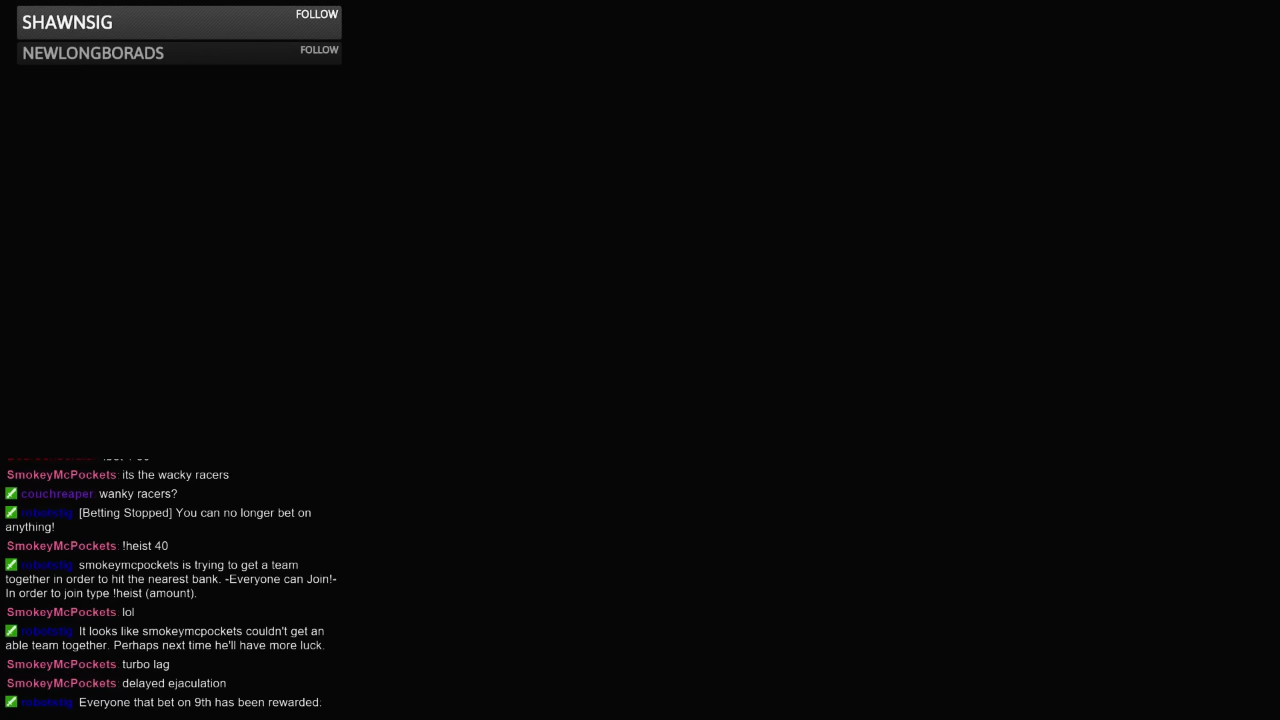 SHAWNSIG FOLLOW
NEWLONGBORADS FOLLOW
SmokeyMcPockets: its the wacky racers
couchreaper: wanky racers?
[Betting Stopped] You can no longer bet on
anything!
SmokeyMcPockets: !heist 40
smokeymcpockets is trying to get a team
together in order to hit the nearest bank. -Everyone can Join!-
In order to join type !heist (amount).
SmokeyMcPockets: lol
It looks like smokeymcpockets couldn't get an
able team together. Perhaps next time he'll have more luck.
SmokeyMcPockets: turbo lag
SmokeyMcPockets: delayed ejaculation
Everyone that bet on 9th has been rewarded.